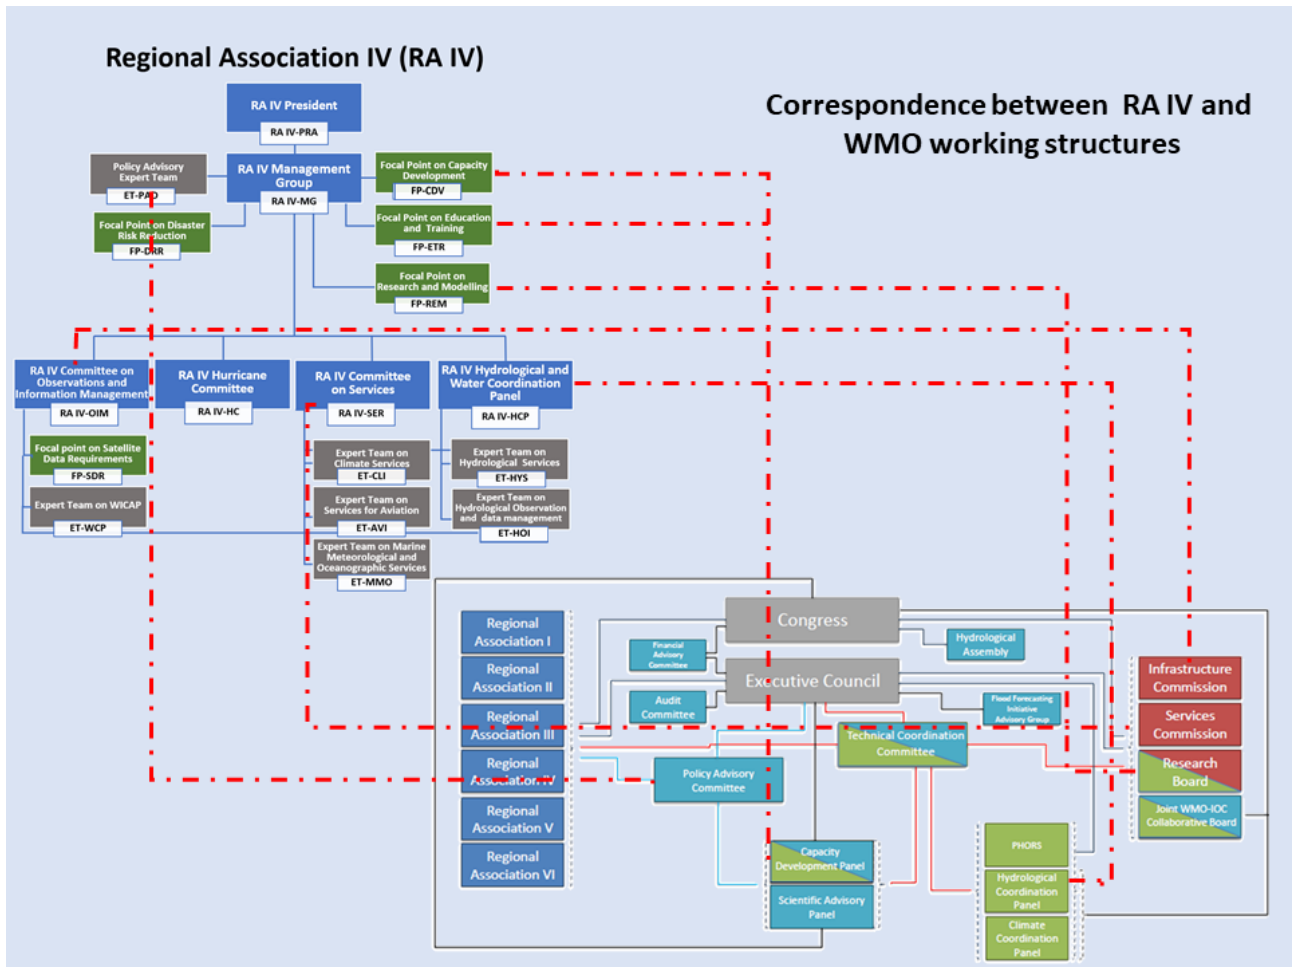 Regional Association IV (RA IV)
Correspondence between RA IV and
WMO working structures
RA IV President
RA IV-PRA
Policy Advisory
Expert Team
ET-PAD
RA IV Management
Group
RA IV-MG
Focal Point on Capacity
Development
FP-CDV
Focal Point on Disaster
Risk Reduction
FP-DRR
Focal Point on Education
and Training
FP-ETR
Focal Point on
Research and Modelling
FP-REM
RA IV Committee on
Observations and
Information Management
RA IV-OIM
RA IV Hurricane
Committee
RA IV-HC
RA IV Committee
on Services
RA IV-SER
RA IV Hydrological and
Water Coordination
Panel
RA IV-HCP
Focal point on Satellite
Data Requirements
FP-SDR
Expert Team on WICAP
ET-WCP
Expert Team on
Climate Services
ET-CLI
Expert Team on
Services for Aviation
ET-AVI
Expert Team on Marine
Meteorological and
Oceanographic Services
ET-MMO
Expert Team on
Hydrological Services
ET-HYS
Expert Team on
Hydrological Observation
and data management
ET-HOI
Regional
Association I
Regional
Association II
Regional
Association III
Regional
Association IV
Regional
Association V
Regional
Association VI
Congress
Financial
Advisory
Committee
Hydrological
Assembly
Executive Council
Audit
Committee
Flood Forecasting
Initiative
Advisory Group
Technical Coordination
Committee
Policy Advisory
Committee
Capacity
Development Panel
Scientific Advisory
Panel
Infrastructure
Commission
Services
Commission
Research
Board
Joint WMO-IOC
Collaborative Board
PHORS
Hydrological
Coordination
Panel
Climate
Coordination
Panel